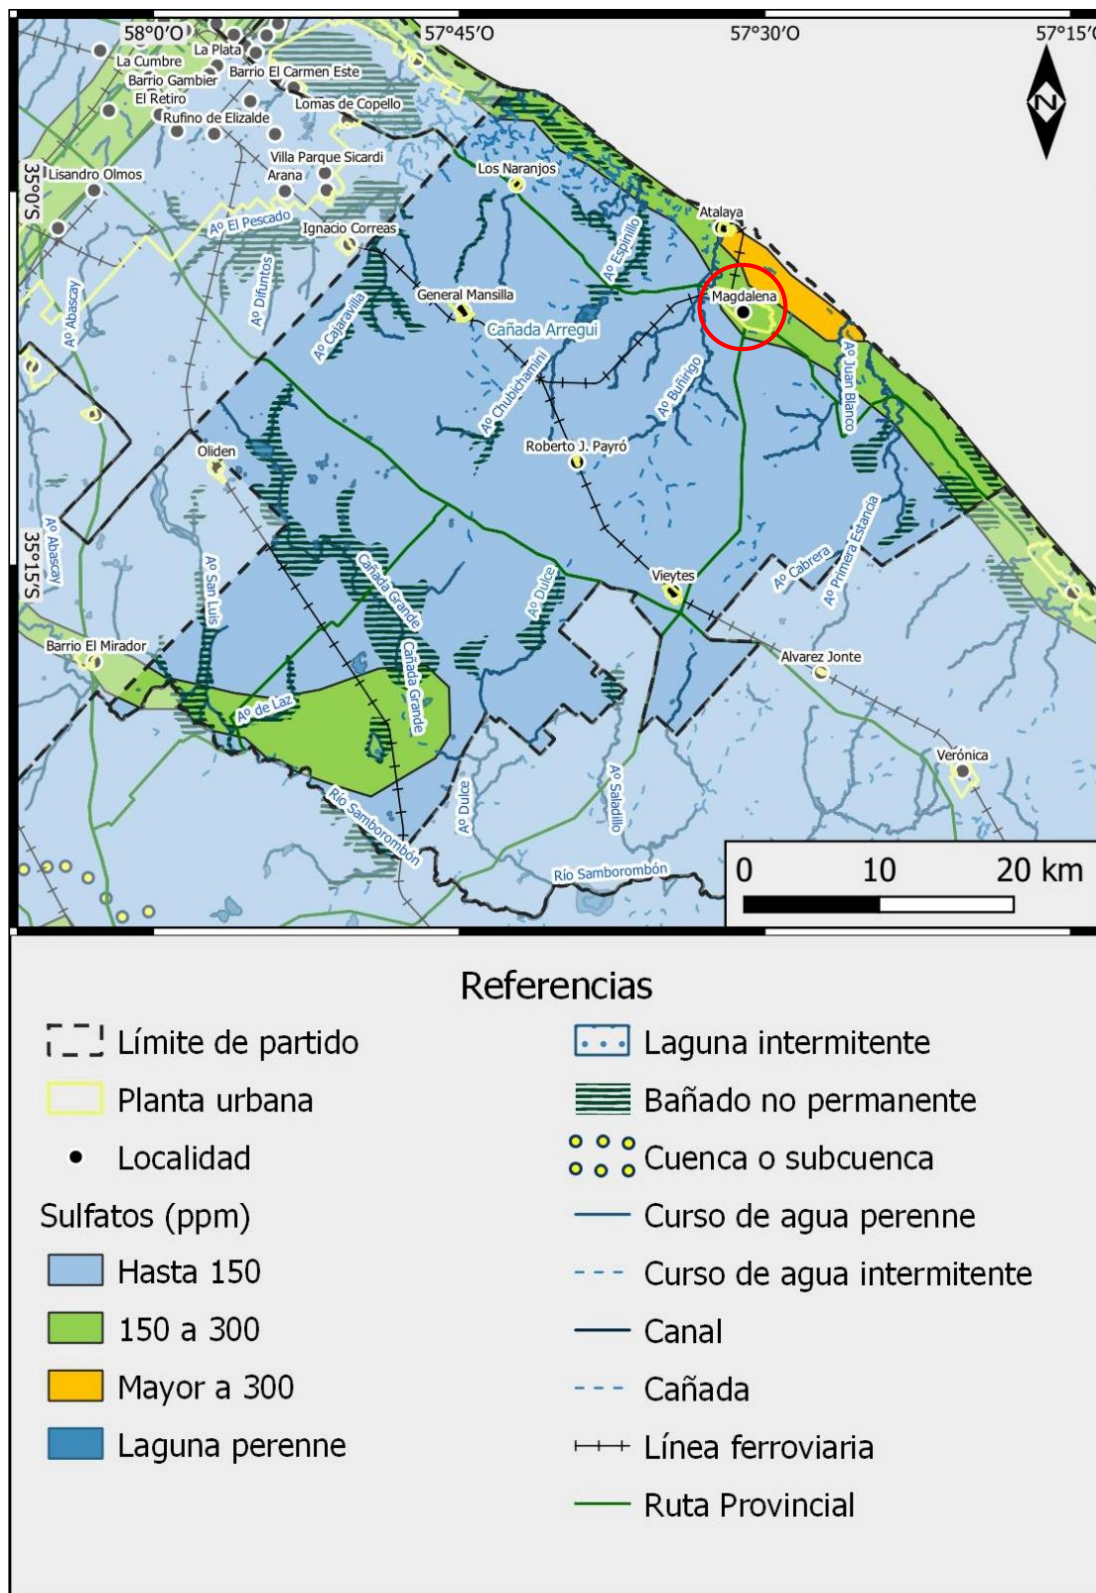 58°0'O
57°45'O
57°30'O
57°15'O
La Cumbre
La Plata
Barrio Gambier
Barrio El Carmen Este
El Retiro
Lomas de Copello
Rufino de Elizalde
Villa Parque Sicardi
Lisandro Olmos
Arana
Los Naranjos
35°0'S
Aº El Pescado
Ignacio Correas
Atalaya
Aº Espinillo
Aº Difuntos
Aº Abascay
General Mansilla
Magdalena
Aº Cajaravilla
Cañada Arregui
Aº Buñirigo
Aº Juan Blanco
Aº Chubichaminí
Oliden
Roberto J. Payró
Aº Primera Estancia
35°15'S
Aº Abascay
Aº San Luis
Cañada Grande
Aº Dulce
Vieytes
Aº Cabrera
Barrio El Mirador
Cañada Grande
Alvarez Jonte
Aº de Laz
Verónica
Río Samborombón
Aº Dulce
Aº Saladillo
Río Samborombón
N
0 10 20 km
Referencias
Límite de partido
Planta urbana
Localidad
Sulfatos (ppm)
Hasta 150
150 a 300
Mayor a 300
Laguna perenne
Laguna intermitente
Bañado no permanente
Cuenca o subcuenca
Curso de agua perenne
Curso de agua intermitente
Canal
Cañada
Línea ferroviaria
Ruta Provincial